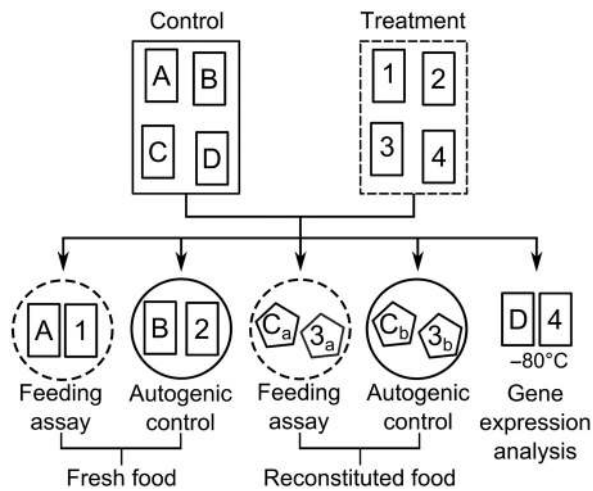 Control Treatment
A B 1 2
C D 3 4
A 1 B 2 Ca 3a Cb 3b D 4
−80°C
Feeding assay Autogenic control Feeding assay Autogenic control Gene expression analysis
Fresh food Reconstituted food